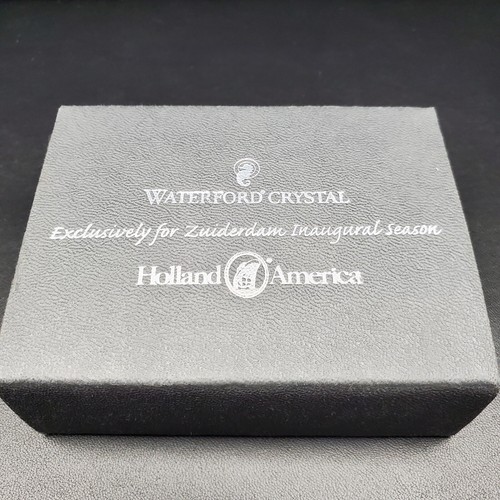 WATERFORD® CRYSTAL
Exclusively for Zuiderdam Inaugural Season
Holland America